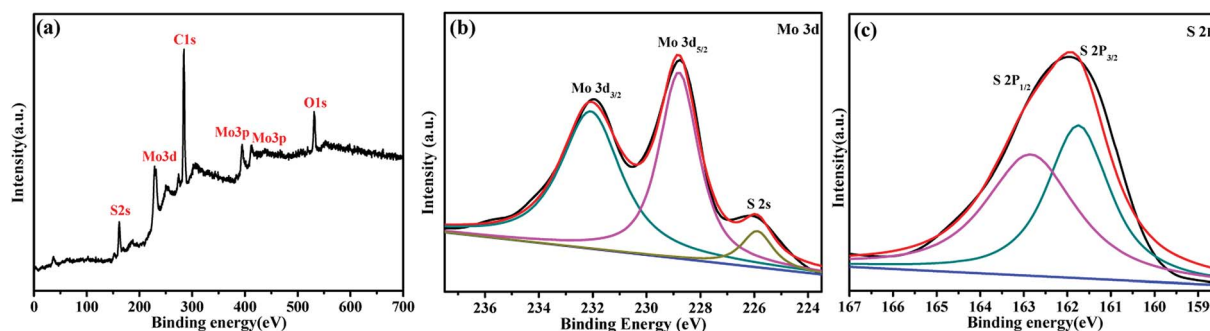 (a)
C1s
O1s
Mo3p
Mo3p
Mo3d
S2s
Intensity(a.u.)
0 100 200 300 400 500 600 700
Binding energy(eV)
(b)
Mo 3d
Mo 3d5/2
Mo 3d3/2
S 2s
Intensity (a.u.)
236 234 232 230 228 226 224
Binding Energy (eV)
(c)
S 2P3/2
S 2P1/2
Intensity(a.u.)
167 166 165 164 163 162 161 160 159
Binding energy(eV)